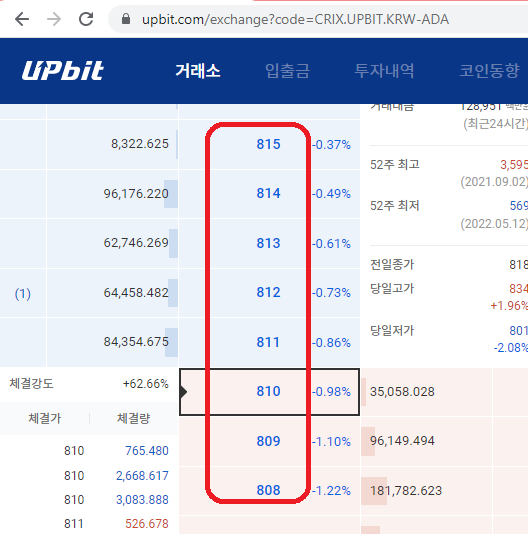 upbit.com/exchange?code=CRIX.UPBIT.KRW-ADA
UPbit 거래소 입출금 투자내역 코인동향
8,322.625 815 -0.37%
96,176.220 814 -0.49%
62,746.269 813 -0.61%
(1) 64,458.482 812 -0.73%
84,354.675 811 -0.86%
체결강도 +62.66% 810 -0.98% 35,058.028
체결가 체결량
809 -1.10% 96,149.494
808 -1.22% 181,782.623
810 765.480
810 2,668.617
810 3,083.888
811 526.678
거래대금 128,951 백만
(최근24시간)
52주 최고 3,595
(2021.09.02)
52주 최저 569
(2022.05.12)
전일종가 818
당일고가 834
+1.96%
당일저가 801
-2.08%